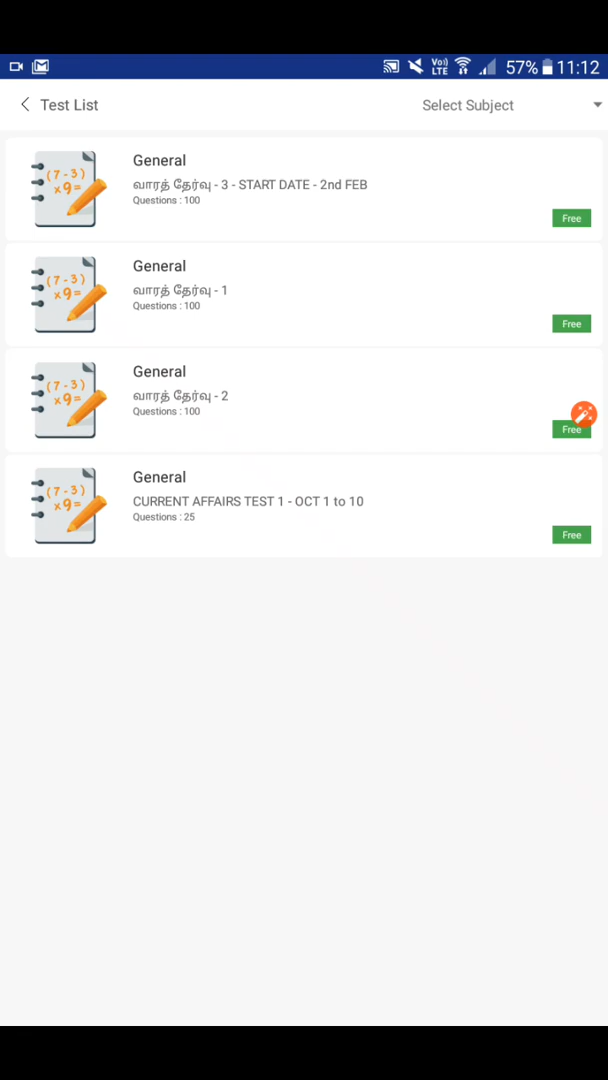 Vo)) LTE 57% 11:12
Test List Select Subject
General
வாரத் தேர்வு - 3 - START DATE - 2nd FEB
Questions : 100
Free
(7-3) x9=
General
வாரத் தேர்வு - 1
Questions : 100
Free
(7-3) x9=
General
வாரத் தேர்வு - 2
Questions : 100
Free
(7-3) x9=
General
CURRENT AFFAIRS TEST 1 - OCT 1 to 10
Questions : 25
Free
(7-3) x9=